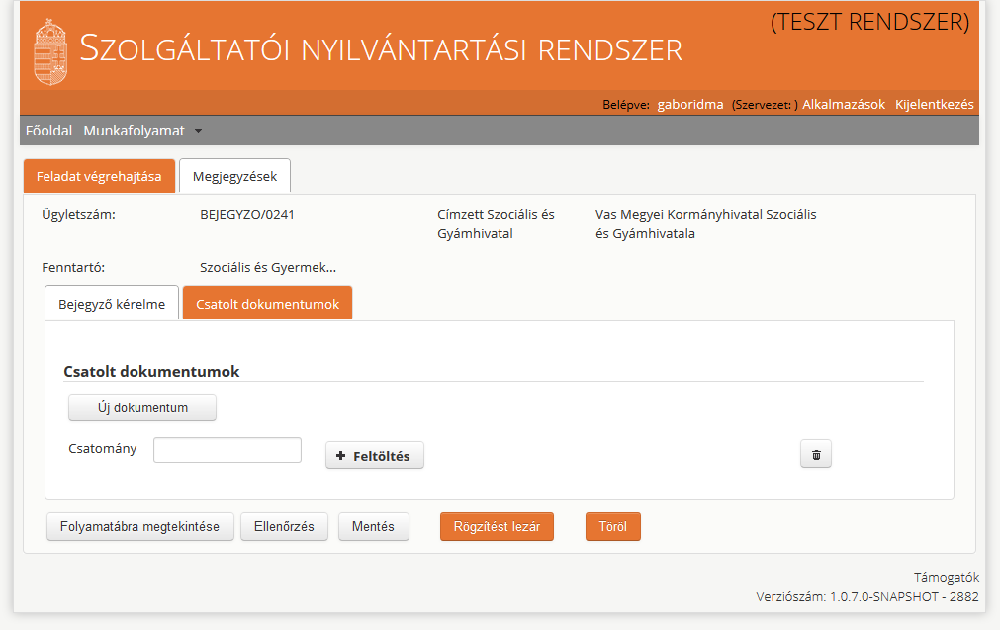 (TESZT RENDSZER)
SZOLGÁLTATÓI NYILVÁNTARTÁSI RENDSZER
Belépve: gaboridma (Szervezet: ) Alkalmazások Kijelentkezés
Főoldal Munkafolyamat
Feladat végrehajtása Megjegyzések
Ügyletszám: BEJEGYZO/0241 Címzett Szociális és Gyámhivatal Vas Megyei Kormányhivatal Szociális és Gyámhivatala
Fenntartó: Szociális és Gyermek...
Bejegyző kérelme Csatolt dokumentumok
Csatolt dokumentumok
Új dokumentum
Csatomány Feltöltés
Folyamatábra megtekintése Ellenőrzés Mentés Rögzítést lezár Töröl
Támogatók
Verziószám: 1.0.7.0-SNAPSHOT - 2882